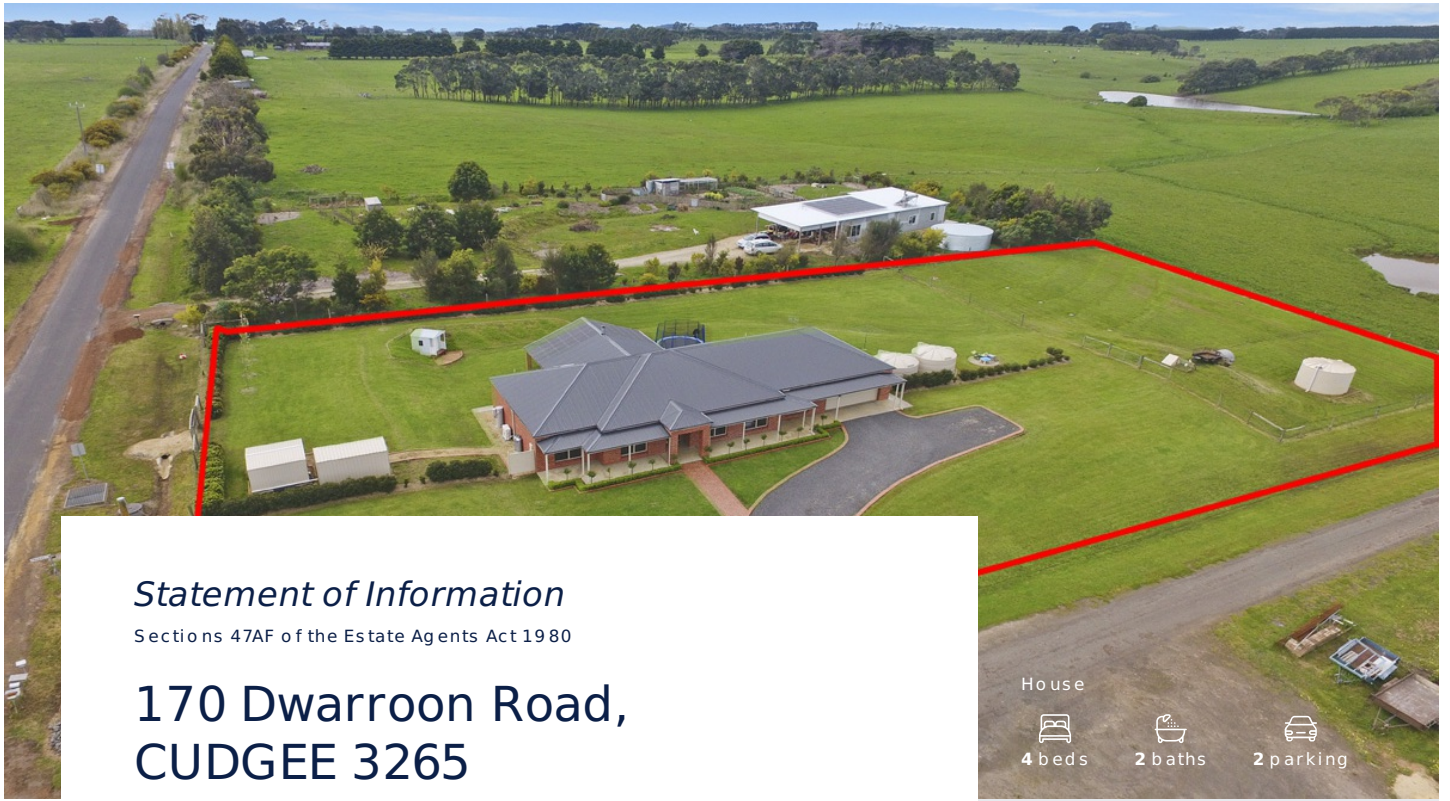 Statement of Information
Sections 47AF of the Estate Agents Act 1980
170 Dwarroon Road,
CUDGEE 3265
House
4 beds 2 baths 2 parking